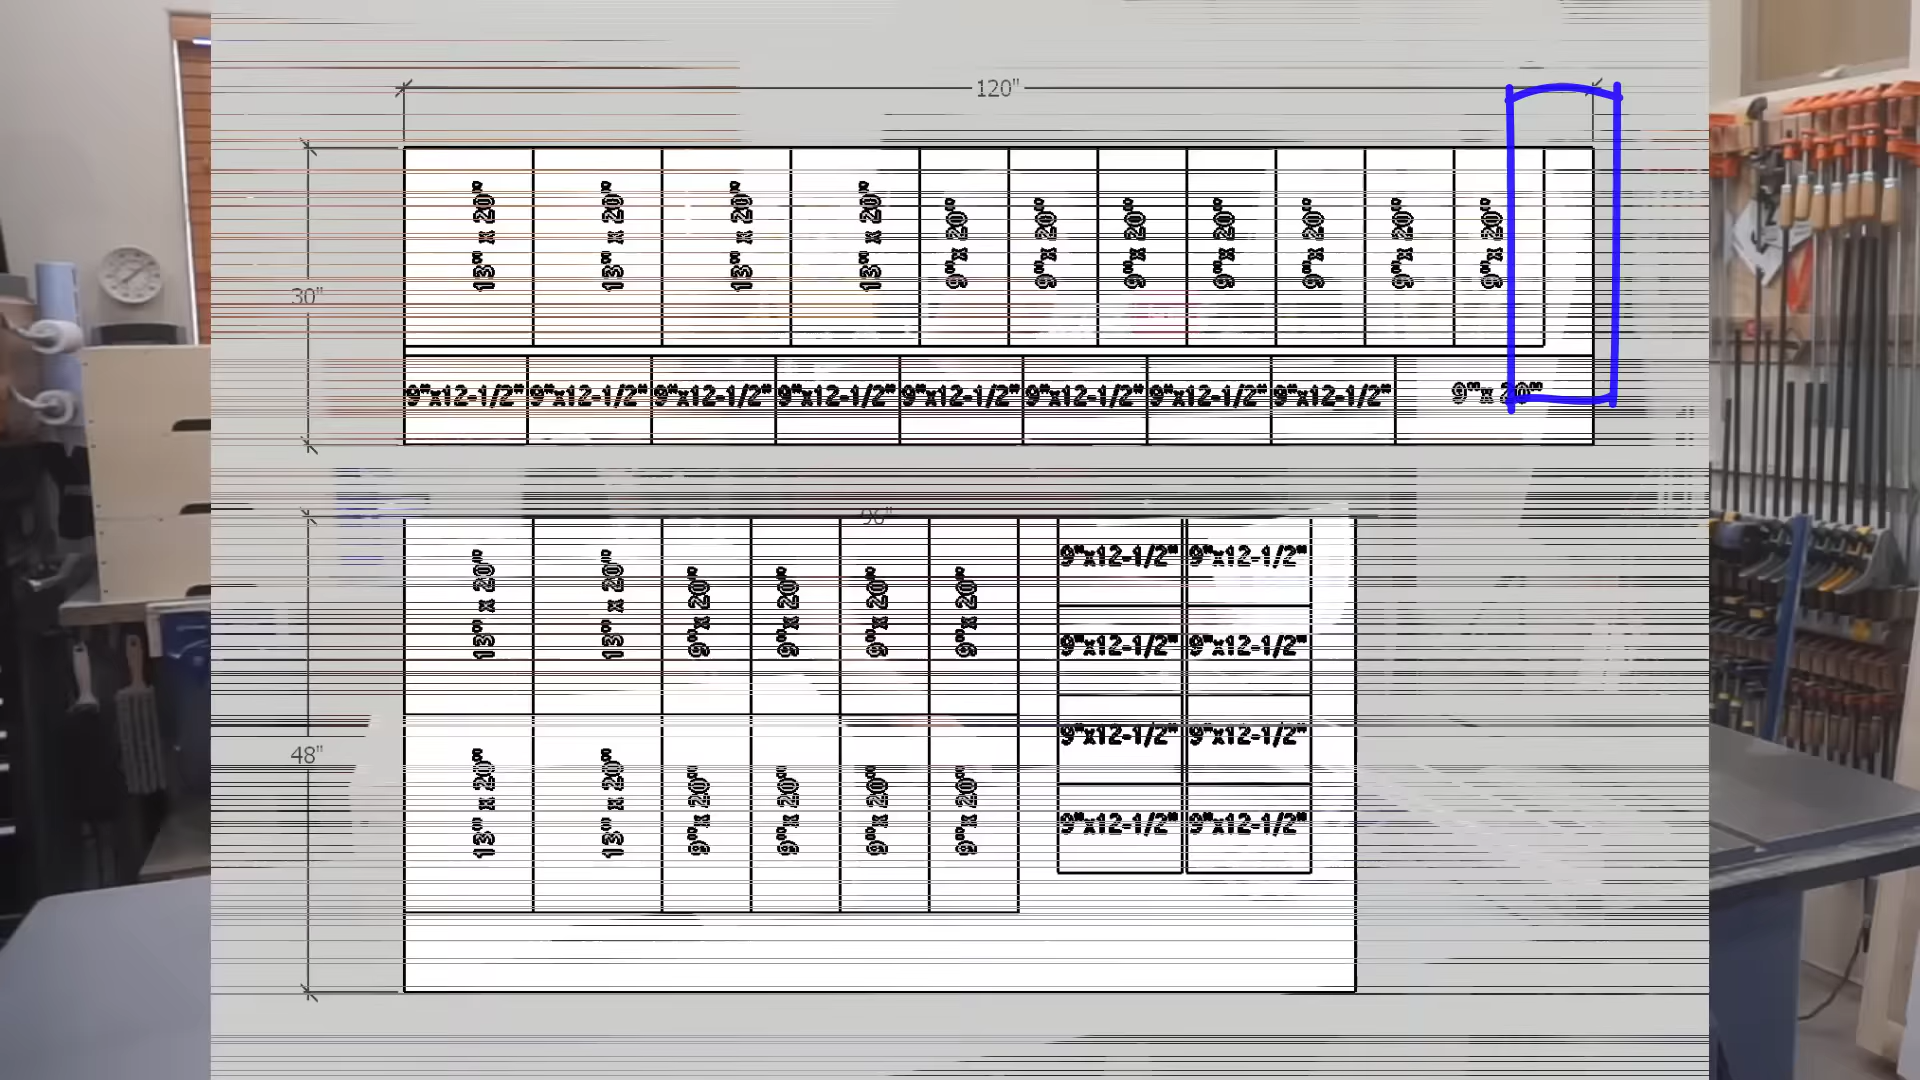 120"
30"
13" x 20" 13" x 20" 13" x 20" 13" x 20" 9" x 20" 9" x 20" 9" x 20" 9" x 20" 9" x 20" 9" x 20" 9" x 20"
9"x12-1/2" 9"x12-1/2" 9"x12-1/2" 9"x12-1/2" 9"x12-1/2" 9"x12-1/2" 9"x12-1/2" 9"x12-1/2" 9"x 20"
96"
48"
13" x 20" 13" x 20" 9" x 20" 9" x 20" 9" x 20" 9" x 20"
9"x12-1/2" 9"x12-1/2"
9"x12-1/2" 9"x12-1/2"
13" x 20" 13" x 20" 9" x 20" 9" x 20" 9" x 20" 9" x 20"
9"x12-1/2" 9"x12-1/2"
9"x12-1/2" 9"x12-1/2"